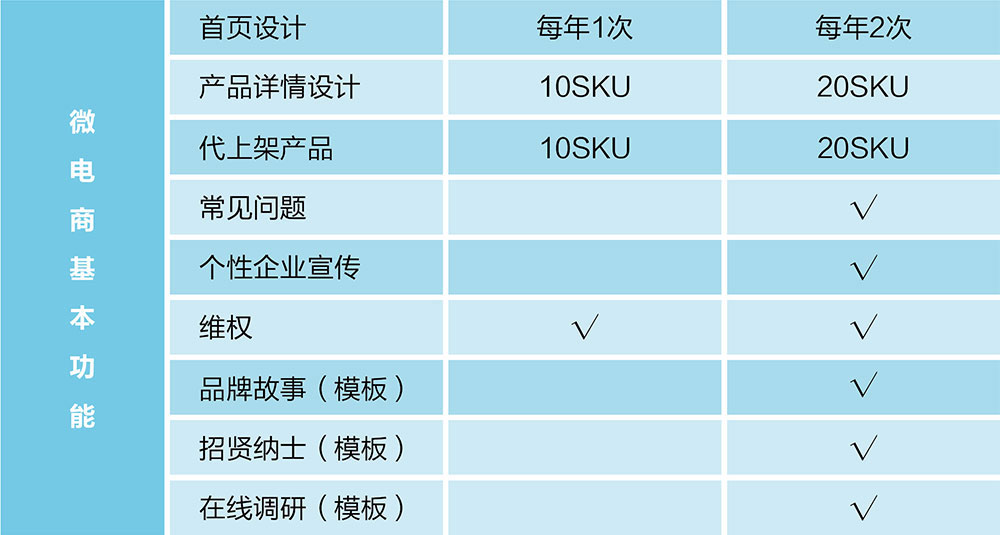 微电商基本功能
首页设计 每年1次 每年2次
产品详情设计 10SKU 20SKU
代上架产品 10SKU 20SKU
常见问题 √
个性企业宣传 √
维权 √ √
品牌故事（模板） √
招贤纳士（模板） √
在线调研（模板） √